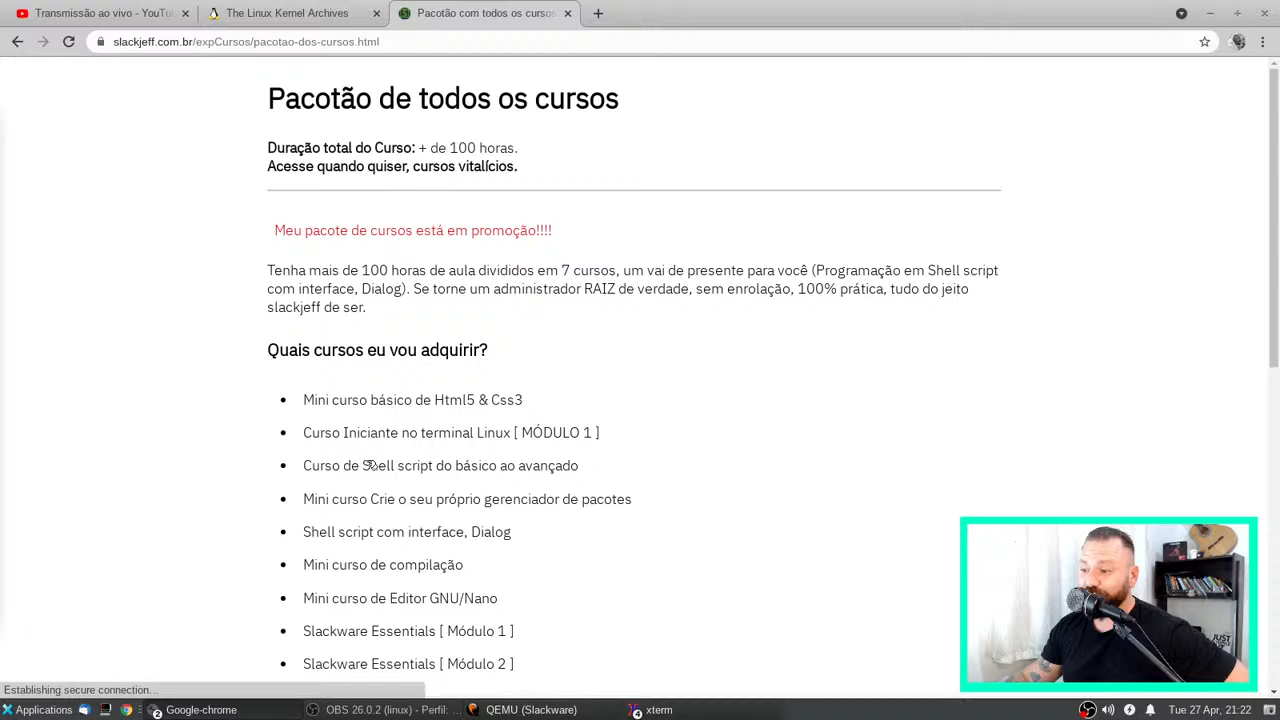 Transmissão ao vivo - YouTu
The Linux Kernel Archives
Pacotão com todos os cursos
slackjeff.com.br/expCursos/pacotao-dos-cursos.html
Pacotão de todos os cursos
Duração total do Curso: + de 100 horas.
Acesse quando quiser, cursos vitalícios.
Meu pacote de cursos está em promoção!!!!
Tenha mais de 100 horas de aula divididos em 7 cursos, um vai de presente para você (Programação em Shell script
com interface, Dialog). Se torne um administrador RAIZ de verdade, sem enrolação, 100% prática, tudo do jeito
slackjeff de ser.
Quais cursos eu vou adquirir?
• Mini curso básico de Html5 & Css3
• Curso Iniciante no terminal Linux [ MÓDULO 1 ]
• Curso de Shell script do básico ao avançado
• Mini curso Crie o seu próprio gerenciador de pacotes
• Shell script com interface, Dialog
• Mini curso de compilação
• Mini curso de Editor GNU/Nano
• Slackware Essentials [ Módulo 1 ]
• Slackware Essentials [ Módulo 2 ]
JUST
Establishing secure connection...
Applications
2 Google-chrome
OBS 26.0.2 (linux) - Perfil: ...
QEMU (Slackware)
4 xterm
Tue 27 Apr, 21:22